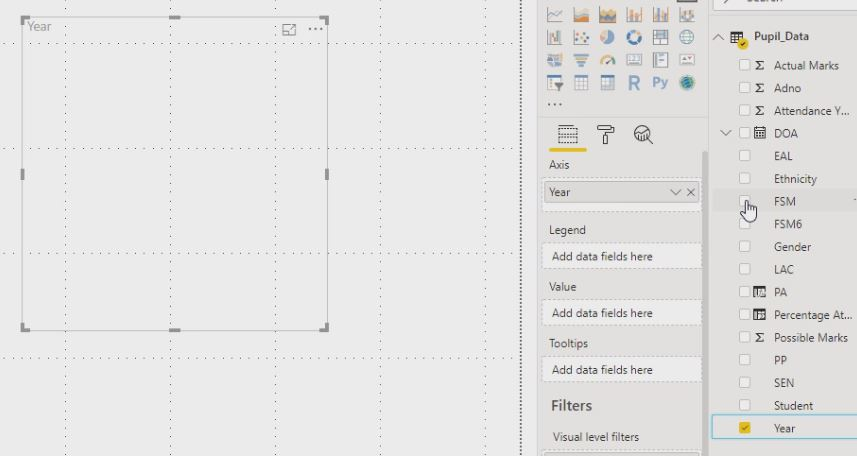 Year
...
R
Py
...
Axis
Year
Legend
Add data fields here
Value
Add data fields here
Tooltips
Add data fields here
Filters
Visual level filters
Pupil_Data
Σ Actual Marks
Σ Adno
Σ Attendance Y...
DOA
EAL
Ethnicity
FSM
FSM6
Gender
LAC
PA
Percentage At...
Σ Possible Marks
PP
SEN
Student
Year